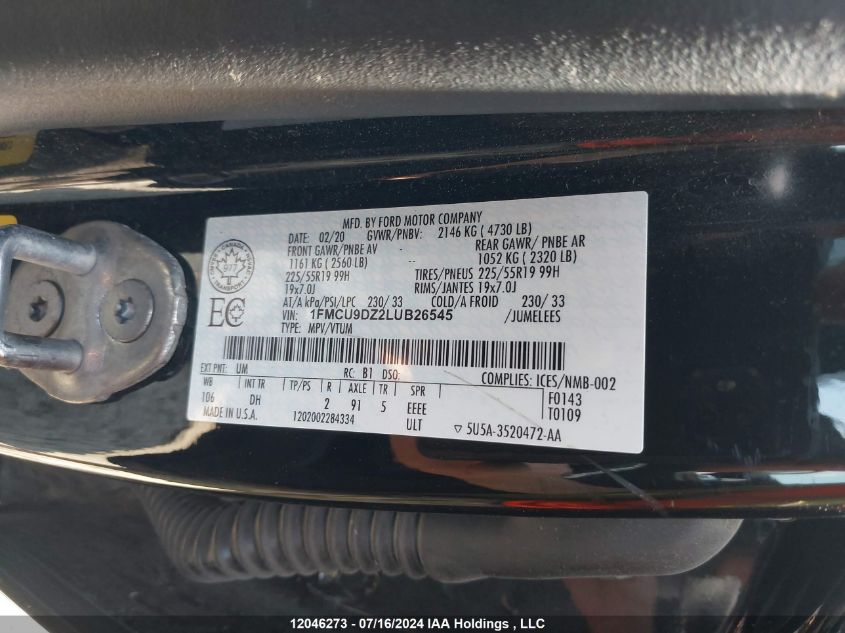 MFD. BY FORD MOTOR COMPANY
DATE: 02/20 GVWR/PNBV: 2146 KG ( 4730 LB)
FRONT GAWR/PNBE AV REAR GAWR/ PNBE AR
1161 KG ( 2560 LB) 1052 KG ( 2320 LB)
225/55R19 99H TIRES/PNEUS 225/55R19 99H
19x7.0J RIMS/JANTES 19x7.0J
AT/A kPa/PSI/LPC 230/ 33 COLD/A FROID 230/ 33
VIN: 1FMCU9DZ2LUB26545 /JUMELEES
TYPE: MPV/VTUM
CANADA
977
TRANSPORT
EC
EXT PNT: UM RC: B1 DSO: COMPLIES: ICES/NMB-002
WB INT TR TP/PS R AXLE TR SPR F0143
106 DH 2 91 5 EEEE T0109
MADE IN U.S.A. 1202002284334 ULT ▽ 5U5A-3520472-AA
12046273 - 07/16/2024 IAA Holdings , LLC